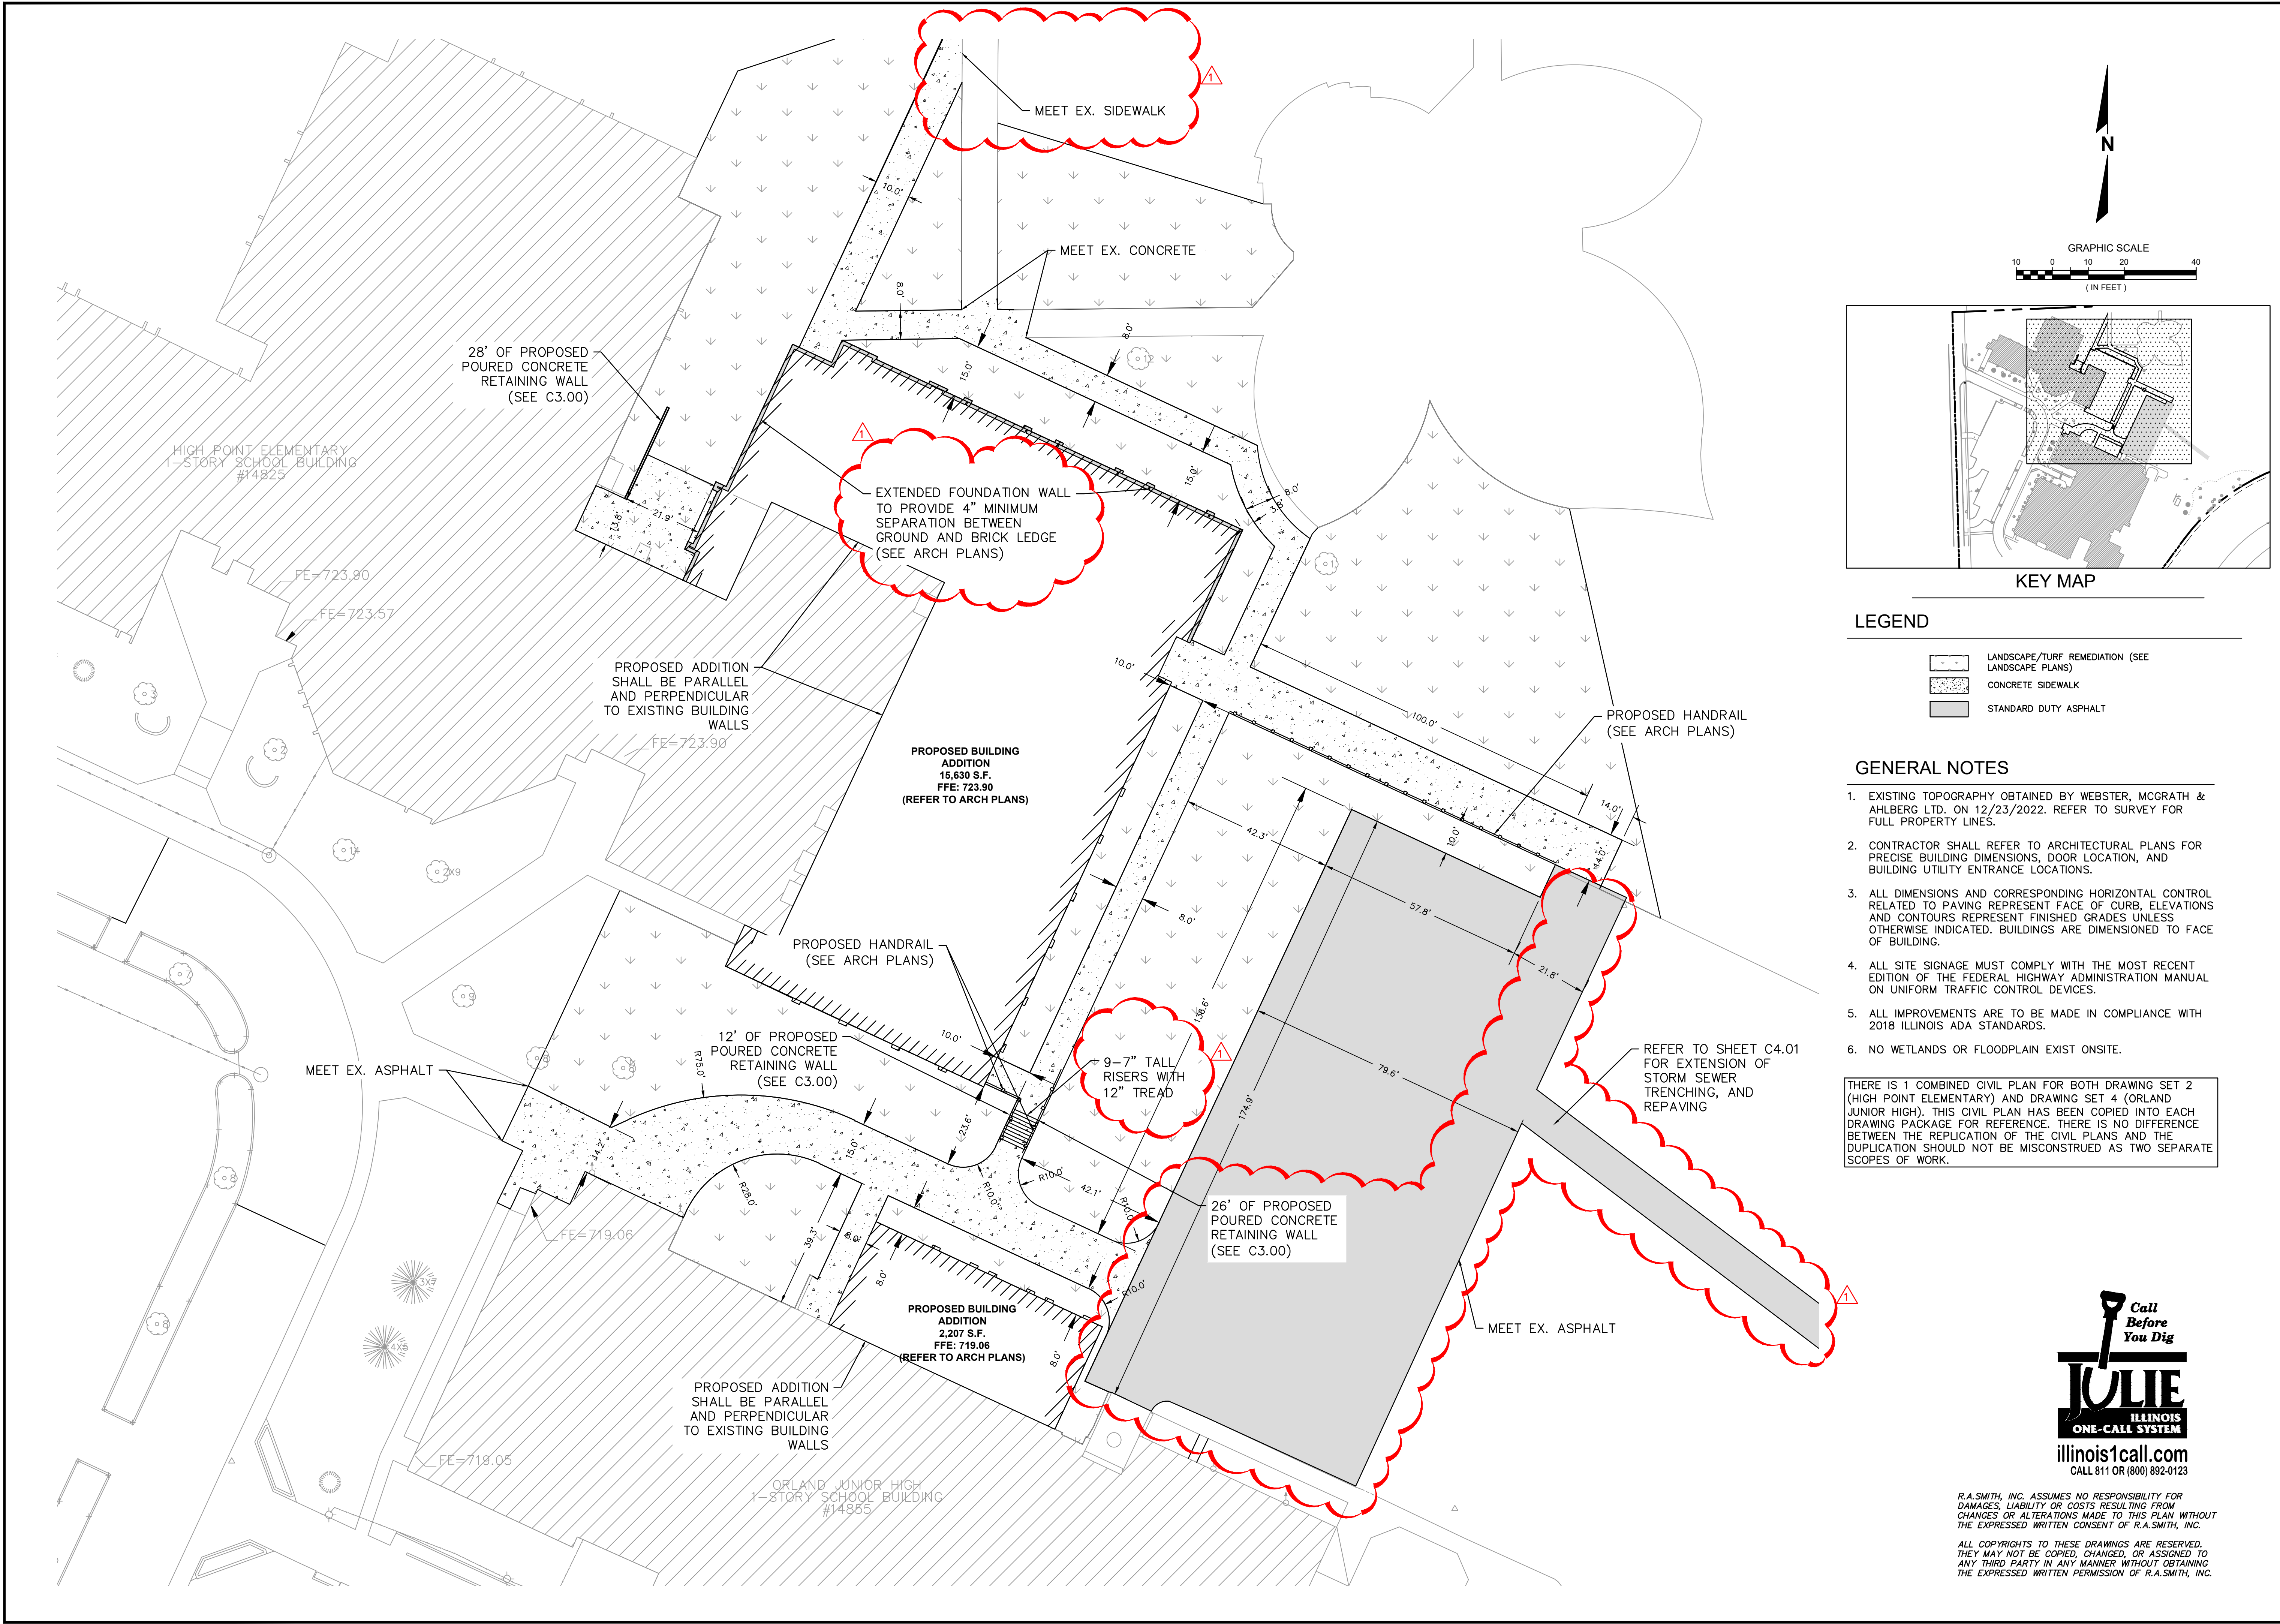 MEET EX. SIDEWALK
1
10.0'
MEET EX. CONCRETE
8.0'
8.0'
12
15.0'
28' OF PROPOSED
POURED CONCRETE
RETAINING WALL
(SEE C3.00)
HIGH POINT ELEMENTARY
1-STORY SCHOOL BUILDING
#14825
1
EXTENDED FOUNDATION WALL
TO PROVIDE 4" MINIMUM
SEPARATION BETWEEN
GROUND AND BRICK LEDGE
(SEE ARCH PLANS)
15.0'
8.0'
21.9'
13.8'
FE=723.90
FE=723.57
PROPOSED ADDITION
SHALL BE PARALLEL
AND PERPENDICULAR
TO EXISTING BUILDING
WALLS
FE=723.90
10.0'
100.0'
PROPOSED HANDRAIL
(SEE ARCH PLANS)
PROPOSED BUILDING
ADDITION
15,630 S.F.
FFE: 723.90
(REFER TO ARCH PLANS)
3
2
14
2X9
14.0'
14.0'
10.0'
42.3'
57.8'
21.8'
8.0'
138.6'
PROPOSED HANDRAIL
(SEE ARCH PLANS)
7
9
10.0'
12' OF PROPOSED
POURED CONCRETE
RETAINING WALL
(SEE C3.00)
R75.0'
MEET EX. ASPHALT
9-7" TALL
RISERS WITH
12" TREAD
1
79.6'
174.9'
REFER TO SHEET C4.01
FOR EXTENSION OF
STORM SEWER
TRENCHING, AND
REPAVING
14.2'
15.0'
23.6'
R28.0'
R10.0'
R10.0'
42.1'
R10.0'
26' OF PROPOSED
POURED CONCRETE
RETAINING WALL
(SEE C3.00)
FE=719.06
39.3'
8.0'
8.0'
R10.0'
8.0'
3X7
4X5
8
PROPOSED BUILDING
ADDITION
2,207 S.F.
FFE: 719.06
(REFER TO ARCH PLANS)
MEET EX. ASPHALT
1
PROPOSED ADDITION
SHALL BE PARALLEL
AND PERPENDICULAR
TO EXISTING BUILDING
WALLS
FE=719.05
ORLAND JUNIOR HIGH
1-STORY SCHOOL BUILDING
#14855
N
GRAPHIC SCALE
10 0 10 20 40
( IN FEET )
KEY MAP
LEGEND
LANDSCAPE/TURF REMEDIATION (SEE
LANDSCAPE PLANS)
CONCRETE SIDEWALK
STANDARD DUTY ASPHALT
GENERAL NOTES
1. EXISTING TOPOGRAPHY OBTAINED BY WEBSTER, MCGRATH &
AHLBERG LTD. ON 12/23/2022. REFER TO SURVEY FOR
FULL PROPERTY LINES.
2. CONTRACTOR SHALL REFER TO ARCHITECTURAL PLANS FOR
PRECISE BUILDING DIMENSIONS, DOOR LOCATION, AND
BUILDING UTILITY ENTRANCE LOCATIONS.
3. ALL DIMENSIONS AND CORRESPONDING HORIZONTAL CONTROL
RELATED TO PAVING REPRESENT FACE OF CURB, ELEVATIONS
AND CONTOURS REPRESENT FINISHED GRADES UNLESS
OTHERWISE INDICATED. BUILDINGS ARE DIMENSIONED TO FACE
OF BUILDING.
4. ALL SITE SIGNAGE MUST COMPLY WITH THE MOST RECENT
EDITION OF THE FEDERAL HIGHWAY ADMINISTRATION MANUAL
ON UNIFORM TRAFFIC CONTROL DEVICES.
5. ALL IMPROVEMENTS ARE TO BE MADE IN COMPLIANCE WITH
2018 ILLINOIS ADA STANDARDS.
6. NO WETLANDS OR FLOODPLAIN EXIST ONSITE.
THERE IS 1 COMBINED CIVIL PLAN FOR BOTH DRAWING SET 2
(HIGH POINT ELEMENTARY) AND DRAWING SET 4 (ORLAND
JUNIOR HIGH). THIS CIVIL PLAN HAS BEEN COPIED INTO EACH
DRAWING PACKAGE FOR REFERENCE. THERE IS NO DIFFERENCE
BETWEEN THE REPLICATION OF THE CIVIL PLANS AND THE
DUPLICATION SHOULD NOT BE MISCONSTRUED AS TWO SEPARATE
SCOPES OF WORK.
Call
Before
You Dig
JULIE
ILLINOIS
ONE-CALL SYSTEM
illinois1call.com
CALL 811 OR (800) 892-0123
R.A.SMITH, INC. ASSUMES NO RESPONSIBILITY FOR
DAMAGES, LIABILITY OR COSTS RESULTING FROM
CHANGES OR ALTERATIONS MADE TO THIS PLAN WITHOUT
THE EXPRESSED WRITTEN CONSENT OF R.A.SMITH, INC.
ALL COPYRIGHTS TO THESE DRAWINGS ARE RESERVED.
THEY MAY NOT BE COPIED, CHANGED, OR ASSIGNED TO
ANY THIRD PARTY IN ANY MANNER WITHOUT OBTAINING
THE EXPRESSED WRITTEN PERMISSION OF R.A.SMITH, INC.